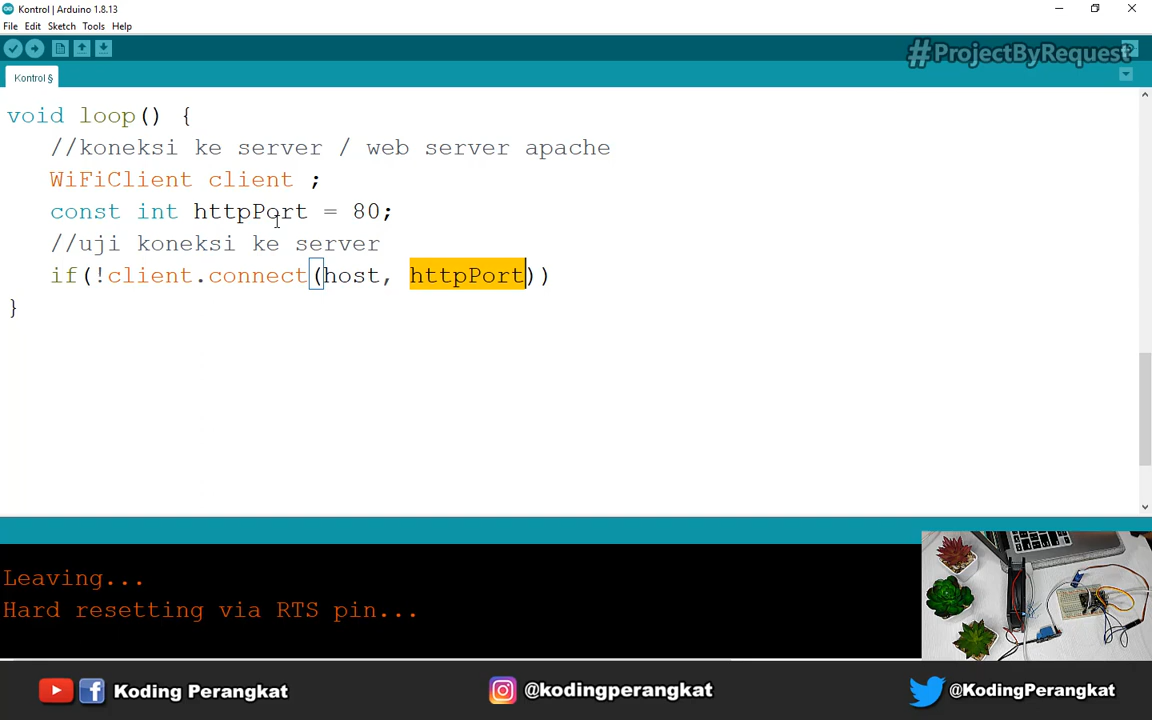 Kontrol | Arduino 1.8.13
File Edit Sketch Tools Help
#ProjectByRequest
Kontrol §
void loop() {
//koneksi ke server / web server apache
WiFiClient client ;
const int httpPort = 80;
//uji koneksi ke server
if(!client.connect(host, httpPort))
}
Leaving...
Hard resetting via RTS pin...
Koding Perangkat
@kodingperangkat
@KodingPerangkat